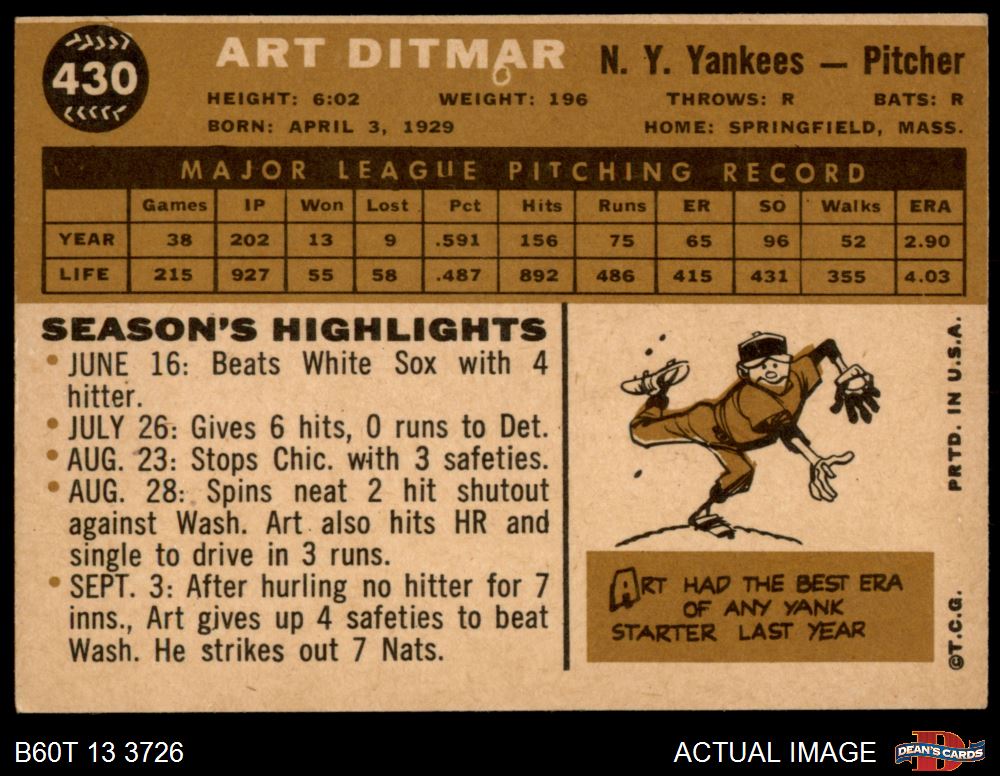 430
ART DITMAR
N. Y. Yankees — Pitcher
HEIGHT: 6:02 WEIGHT: 196 THROWS: R BATS: R
BORN: APRIL 3, 1929 HOME: SPRINGFIELD, MASS.
MAJOR LEAGUE PITCHING RECORD
Games IP Won Lost Pct Hits Runs ER SO Walks ERA
YEAR 38 202 13 9 .591 156 75 65 96 52 2.90
LIFE 215 927 55 58 .487 892 486 415 431 355 4.03
SEASON'S HIGHLIGHTS
• JUNE 16: Beats White Sox with 4
hitter.
• JULY 26: Gives 6 hits, 0 runs to Det.
• AUG. 23: Stops Chic. with 3 safeties.
• AUG. 28: Spins neat 2 hit shutout
against Wash. Art also hits HR and
single to drive in 3 runs.
• SEPT. 3: After hurling no hitter for 7
inns., Art gives up 4 safeties to beat
Wash. He strikes out 7 Nats.
ART HAD THE BEST ERA
OF ANY YANK
STARTER LAST YEAR
©T.C.G. PRTD. IN U.S.A.
B60T 13 3726
ACTUAL IMAGE
D
DEAN'S CARDS